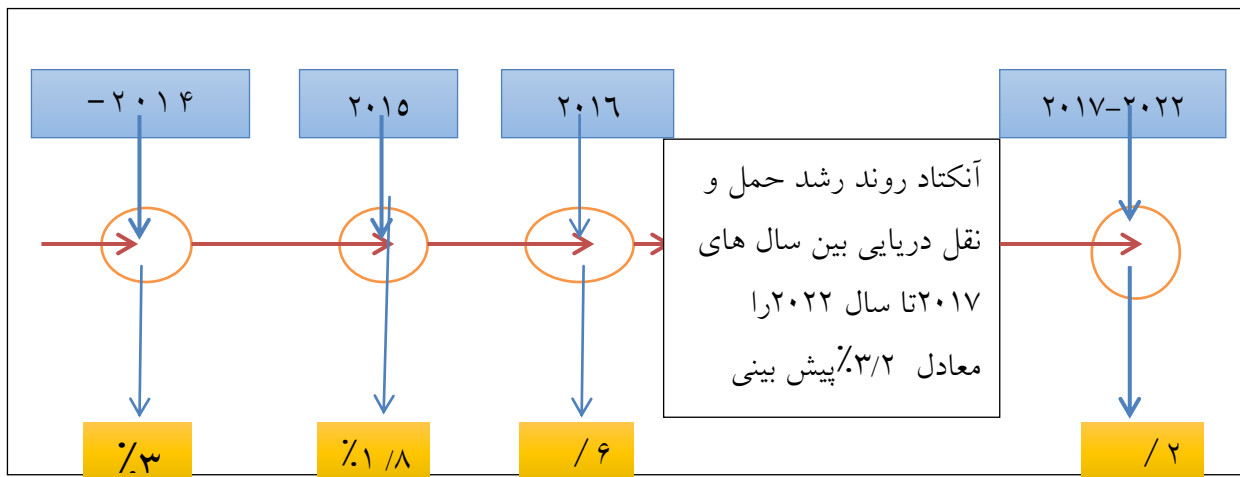 ۲۰۱۴-
۲۰۱۵
۲۰۱۶
۲۰۱۷-۲۰۲۲
آنکتاد روند رشد حمل و
نقل دریایی بین سال های
۲۰۱۷تا سال ۲۰۲۲را
معادل ۳/۲٪پیش بینی
٪۳
٪۱/۸
/۶
/۲